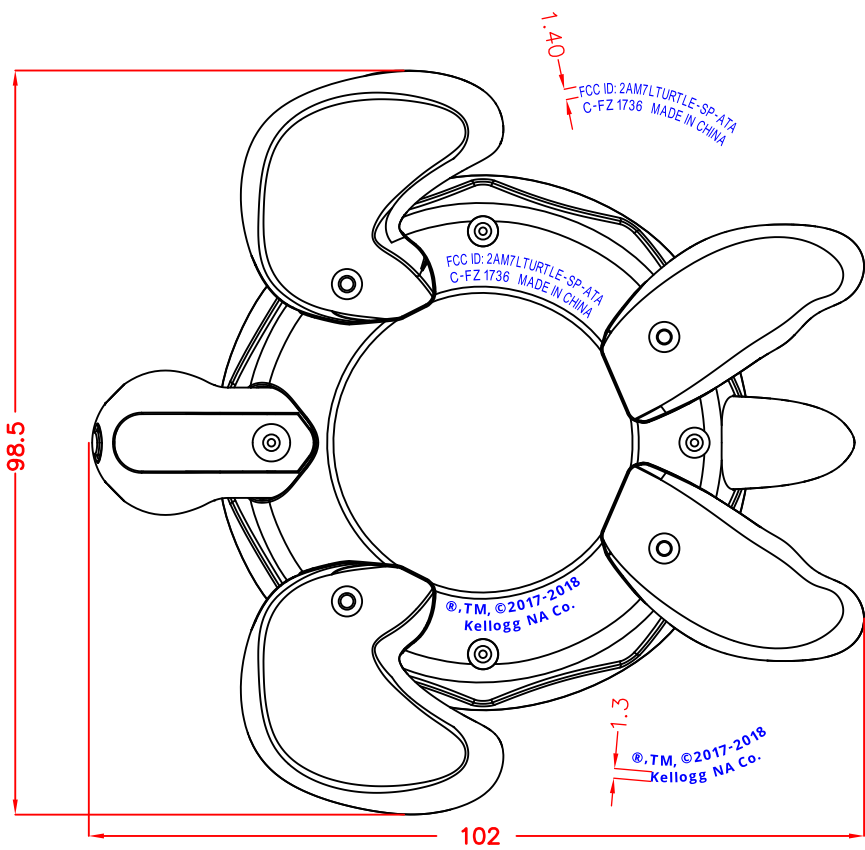 1.40
FCC ID: 2AM7LTURTLE-SP-ATA
C-FZ 1736 MADE IN CHINA
FCC ID: 2AM7LTURTLE-SP-ATA
C-FZ 1736 MADE IN CHINA
98.5
®,TM, ©2017-2018
Kellogg NA Co.
1.3
®,TM, ©2017-2018
Kellogg NA Co.
102